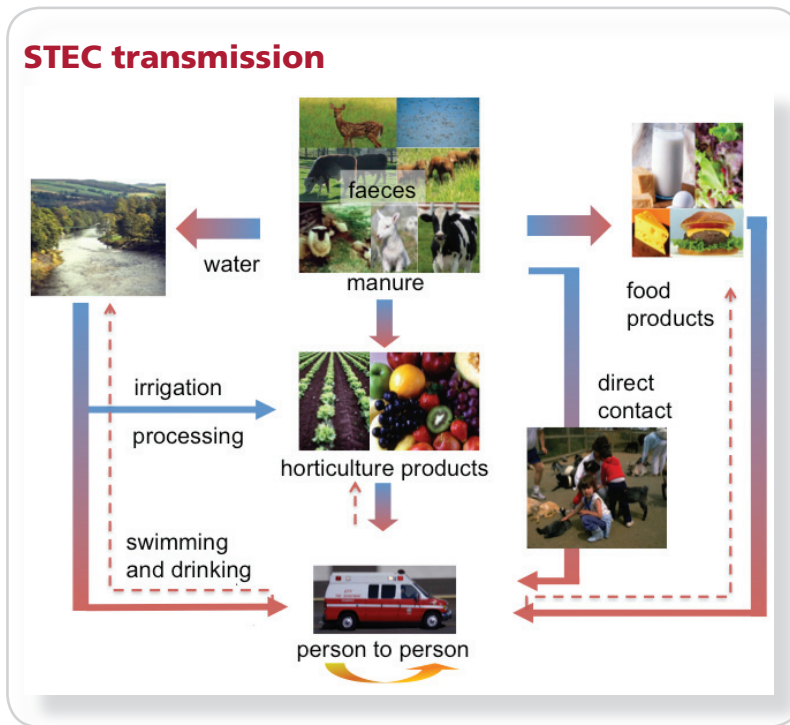 STEC transmission
faeces
water
manure
food
products
irrigation
processing
direct
contact
horticulture products
swimming
and drinking
person to person